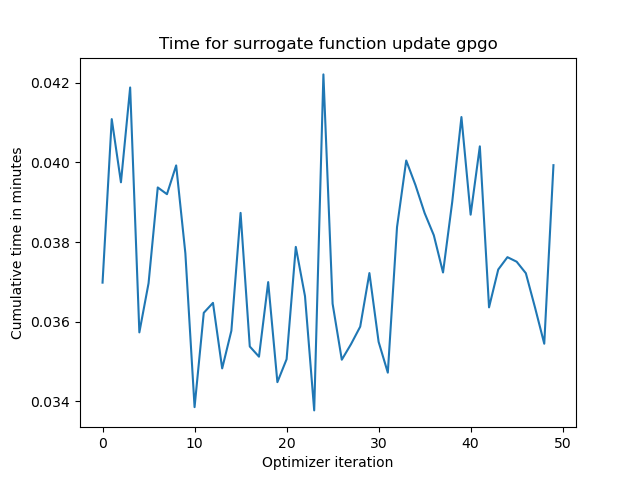 Time for surrogate function update gpgo
Cumulative time in minutes
0.042
0.040
0.038
0.036
0.034
0 10 20 30 40 50
Optimizer iteration